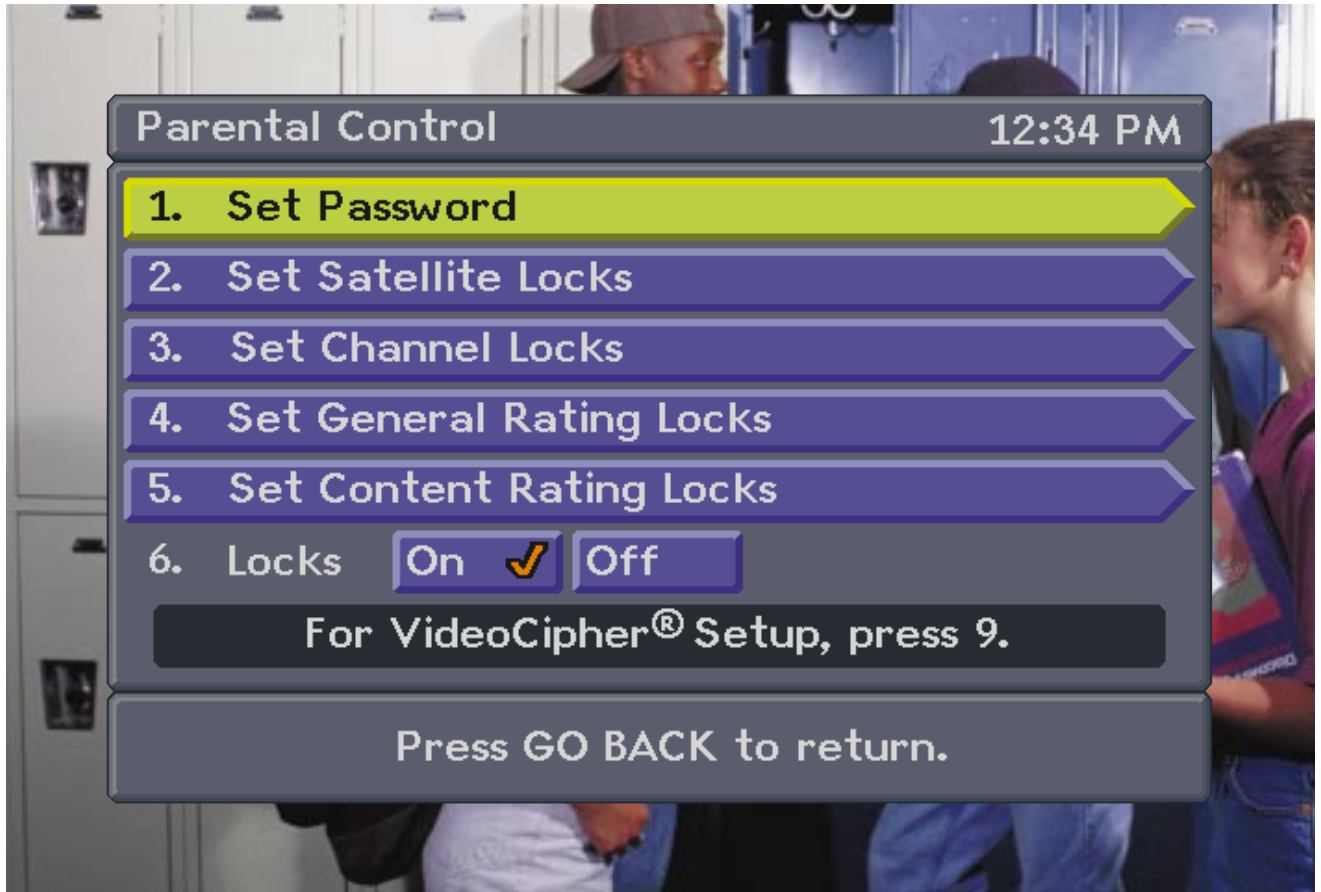 Parental Control 12:34 PM
1. Set Password
2. Set Satellite Locks
3. Set Channel Locks
4. Set General Rating Locks
5. Set Content Rating Locks
6. Locks On Off
For VideoCipher® Setup, press 9.
Press GO BACK to return.